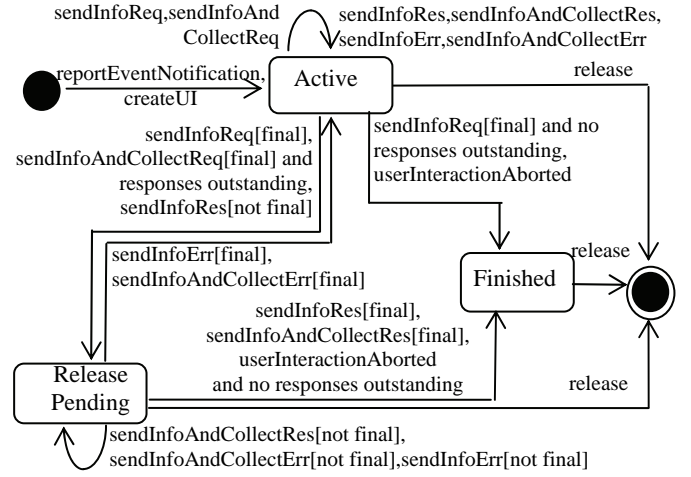 sendInfoReq,sendInfoAnd
CollectReq
sendInfoRes,sendInfoAndCollectRes,
sendInfoErr,sendInfoAndCollectErr
reportEventNotification,
createUI
Active
release
sendInfoReq[final],
sendInfoAndCollectReq[final] and
responses outstanding,
sendInfoRes[not final]
sendInfoReq[final] and no
responses outstanding,
userInteractionAborted
sendInfoErr[final],
sendInfoAndCollectErr[final]
release
Finished
sendInfoRes[final],
sendInfoAndCollectRes[final],
userInteractionAborted
and no responses outstanding
Release
Pending
release
sendInfoAndCollectRes[not final],
sendInfoAndCollectErr[not final],sendInfoErr[not final]